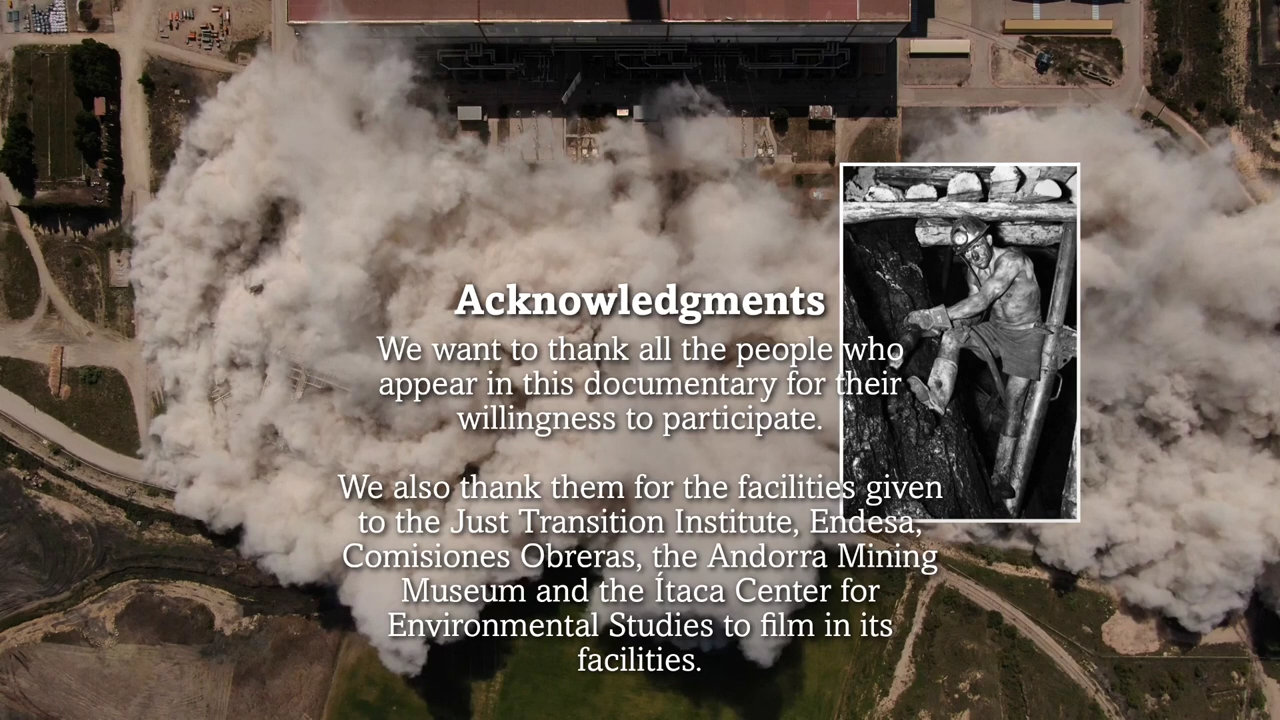 Acknowledgments
We want to thank all the people who
appear in this documentary for their
willingness to participate.
We also thank them for the facilities given
to the Just Transition Institute, Endesa,
Comisiones Obreras, the Andorra Mining
Museum and the Ítaca Center for
Environmental Studies to film in its
facilities.